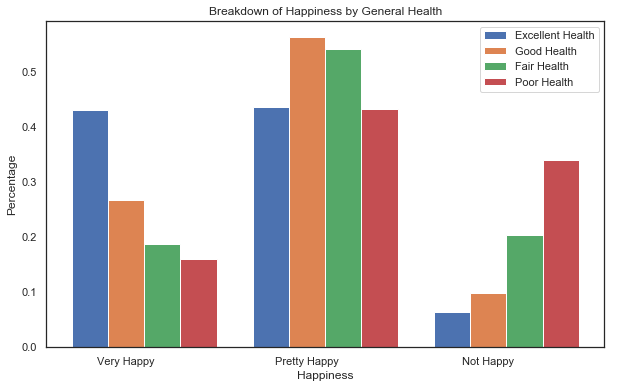 Breakdown of Happiness by General Health
Excellent Health
Good Health
Fair Health
Poor Health
Percentage
0.5
0.4
0.3
0.2
0.1
0.0
Very Happy
Pretty Happy
Not Happy
Happiness